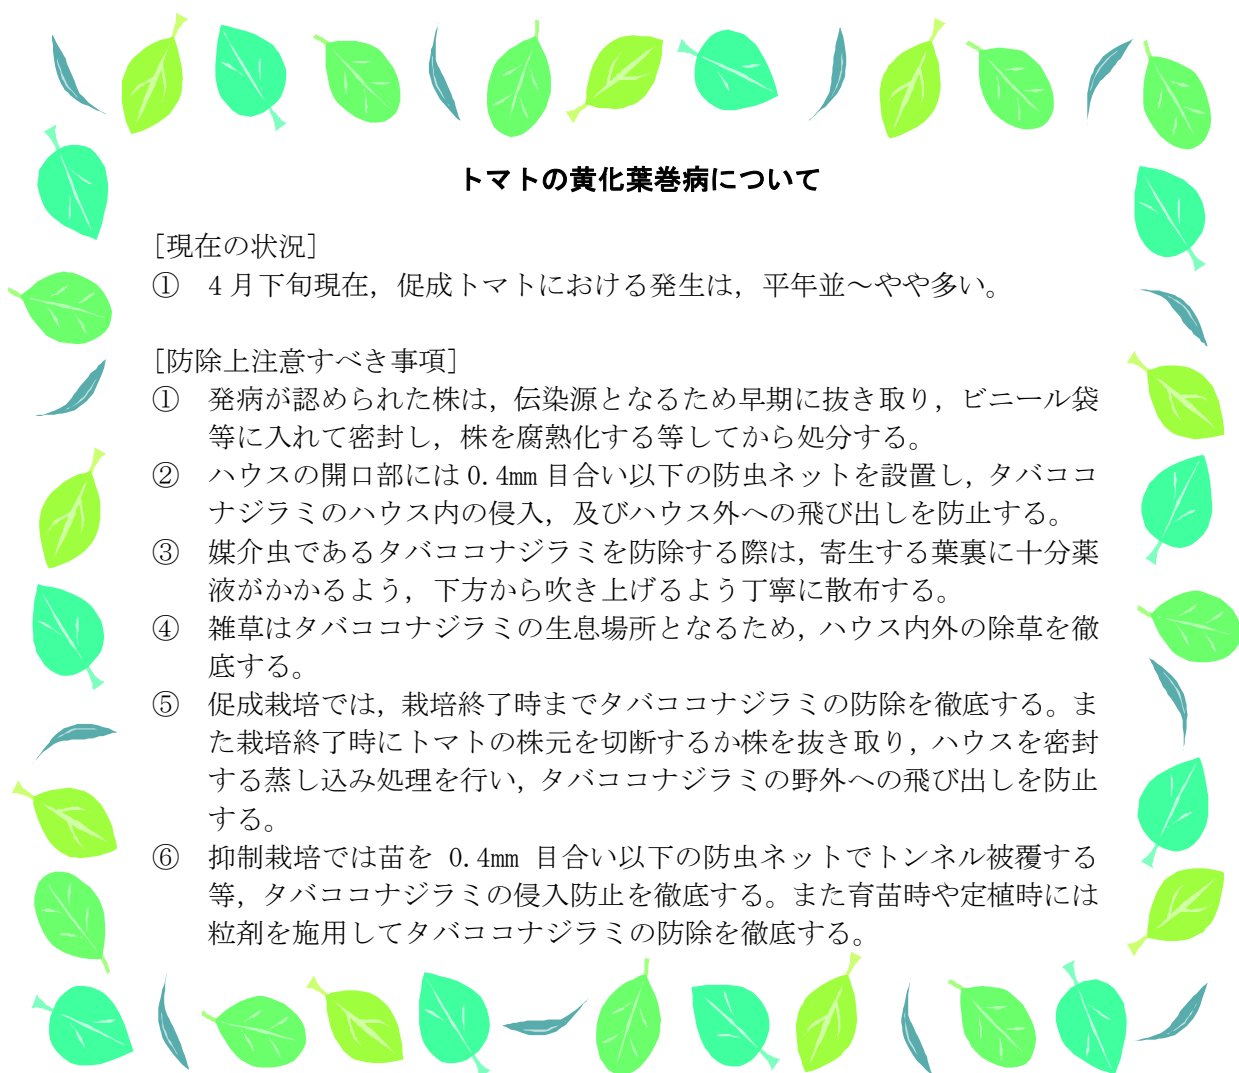 トマトの黄化葉巻病について
［現在の状況］
①　4月下旬現在，促成トマトにおける発生は，平年並～やや多い。
［防除上注意すべき事項］
①　発病が認められた株は，伝染源となるため早期に抜き取り，ビニール袋
等に入れて密封し，株を腐熟化する等してから処分する。
②　ハウスの開口部には0.4mm目合い以下の防虫ネットを設置し，タバココ
ナジラミのハウス内の侵入，及びハウス外への飛び出しを防止する。
③　媒介虫であるタバココナジラミを防除する際は，寄生する葉裏に十分薬
液がかかるよう，下方から吹き上げるよう丁寧に散布する。
④　雑草はタバココナジラミの生息場所となるため，ハウス内外の除草を徹
底する。
⑤　促成栽培では，栽培終了時までタバココナジラミの防除を徹底する。ま
た栽培終了時にトマトの株元を切断するか株を抜き取り，ハウスを密封
する蒸し込み処理を行い，タバココナジラミの野外への飛び出しを防止
する。
⑥　抑制栽培では苗を 0.4mm 目合い以下の防虫ネットでトンネル被覆する
等，タバココナジラミの侵入防止を徹底する。また育苗時や定植時には
粒剤を施用してタバココナジラミの防除を徹底する。